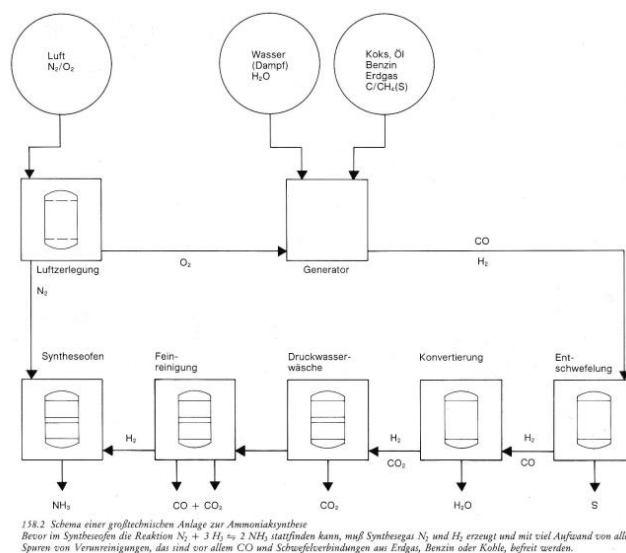 Luft
N₂/O₂
Wasser
(Dampf)
H₂O
Koks, Öl
Benzin
Erdgas
C/CH₄(S)
Luftzerlegung
O₂
Generator
CO
H₂
N₂
Syntheseofen
Fein-
reinigung
Druckwasser-
wäsche
Konvertierung
Ent-
schwefelung
H₂
H₂
CO₂
H₂
CO
NH₃
CO + CO₂
CO₂
H₂O
S
158.2 Schema einer großtechnischen Anlage zur Ammoniaksynthese
Bevor im Syntheseofen die Reaktion N₂ + 3 H₂ ⇋ 2 NH₃ stattfinden kann, muß Synthesegas N₂ und H₂ erzeugt und mit viel Aufwand von alle
Spuren von Verunreinigungen, das sind vor allem CO und Schwefelverbindungen aus Erdgas, Benzin oder Kohle, befreit werden.